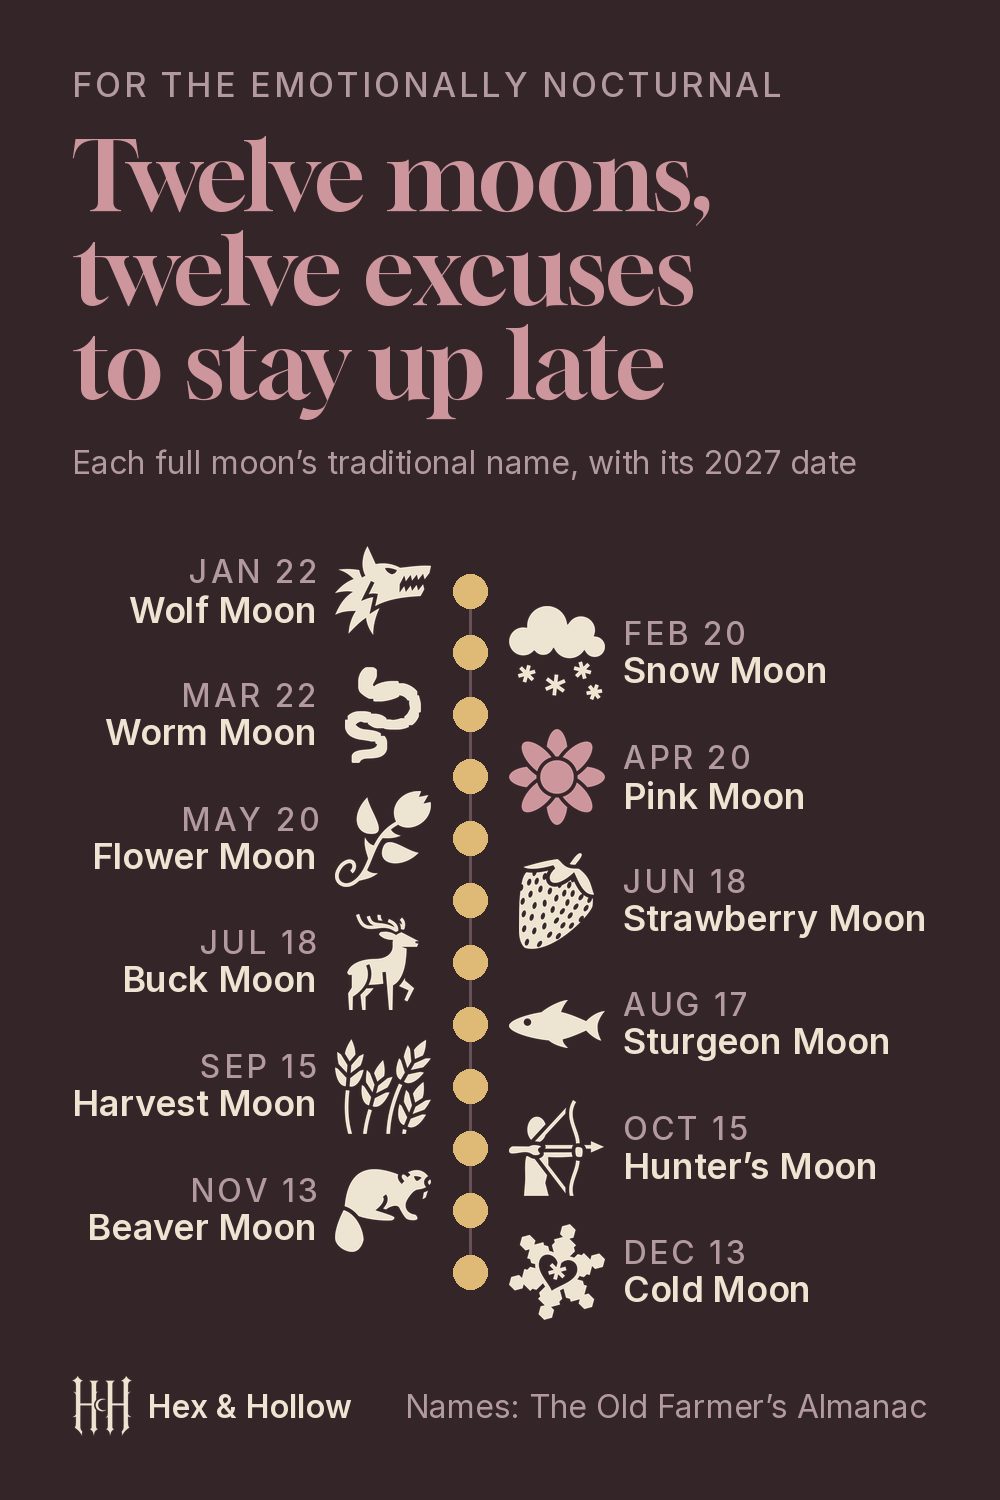 FOR THE EMOTIONALLY NOCTURNAL
Twelve moons,
twelve excuses
to stay up late
Each full moon’s traditional name, with its 2027 date
JAN 22
Wolf Moon
FEB 20
Snow Moon
MAR 22
Worm Moon
APR 20
Pink Moon
MAY 20
Flower Moon
JUN 18
Strawberry Moon
JUL 18
Buck Moon
AUG 17
Sturgeon Moon
SEP 15
Harvest Moon
OCT 15
Hunter’s Moon
NOV 13
Beaver Moon
DEC 13
Cold Moon
HH Hex & Hollow
Names: The Old Farmer’s Almanac